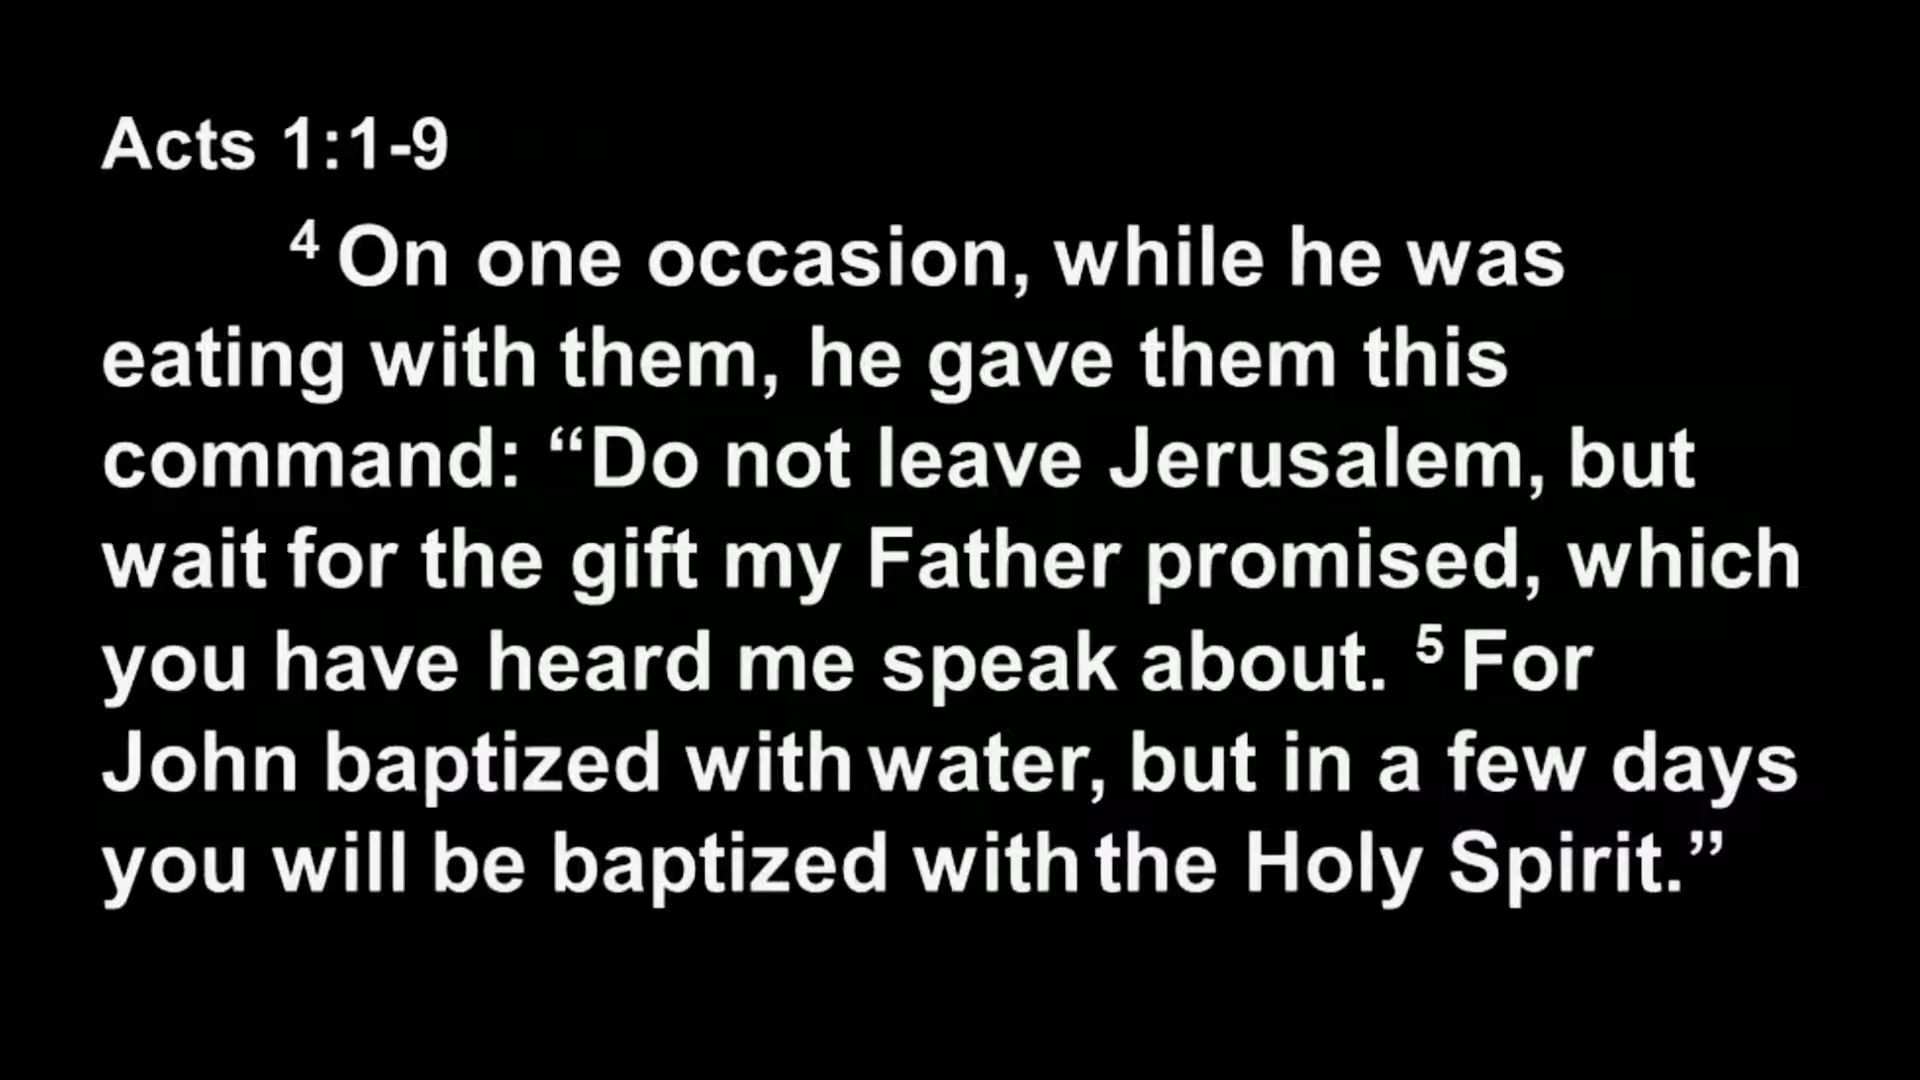 Acts 1:1-9
⁴ On one occasion, while he was
eating with them, he gave them this
command: “Do not leave Jerusalem, but
wait for the gift my Father promised, which
you have heard me speak about. ⁵ For
John baptized with water, but in a few days
you will be baptized with the Holy Spirit.”